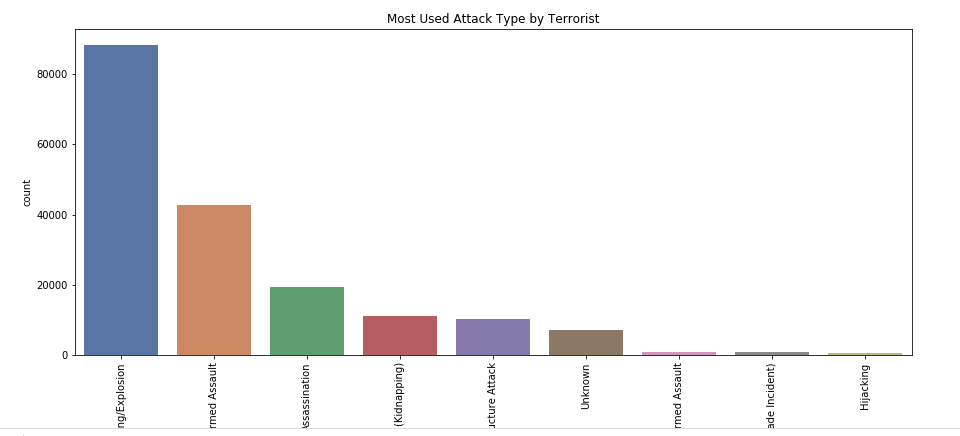 Most Used Attack Type by Terrorist
count
80000
60000
40000
20000
0
ng/Explosion
rmed Assault
ssassination
(Kidnapping)
ucture Attack
Unknown
rmed Assault
ade Incident)
Hijacking